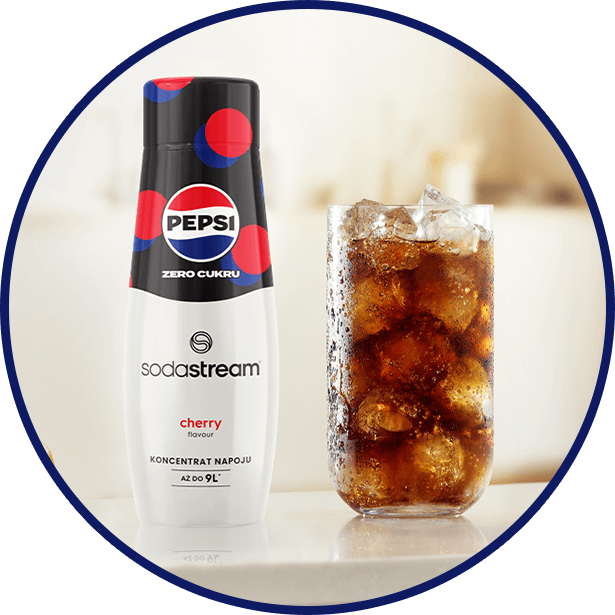 PEPSI
ZERO CUKRU
sodastream
cherry
flavour
KONCENTRAT NAPOJU
AŻ DO 9L*